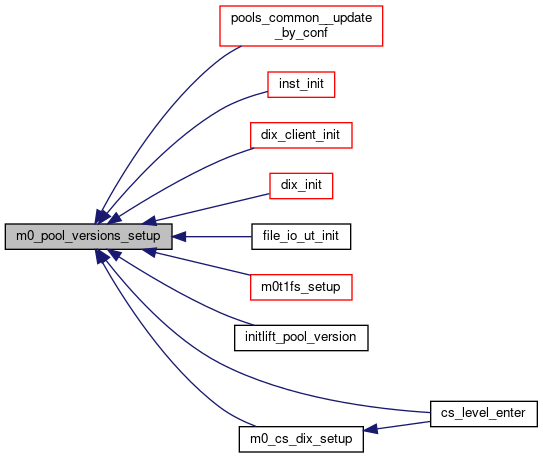 pools_common__update
_by_conf
inst_init
dix_client_init
dix_init
m0_pool_versions_setup
file_io_ut_init
m0t1fs_setup
initlift_pool_version
cs_level_enter
m0_cs_dix_setup